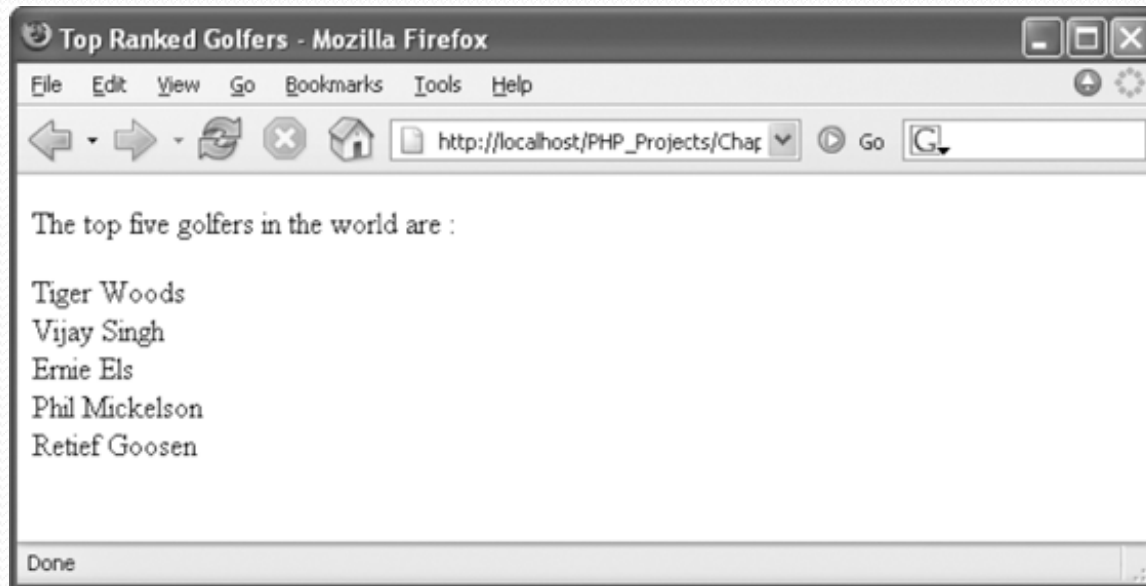 Top Ranked Golfers - Mozilla Firefox
File Edit View Go Bookmarks Tools Help
http://localhost/PHP_Projects/Chap Go G
The top five golfers in the world are :
Tiger Woods
Vijay Singh
Ernie Els
Phil Mickelson
Retief Goosen
Done